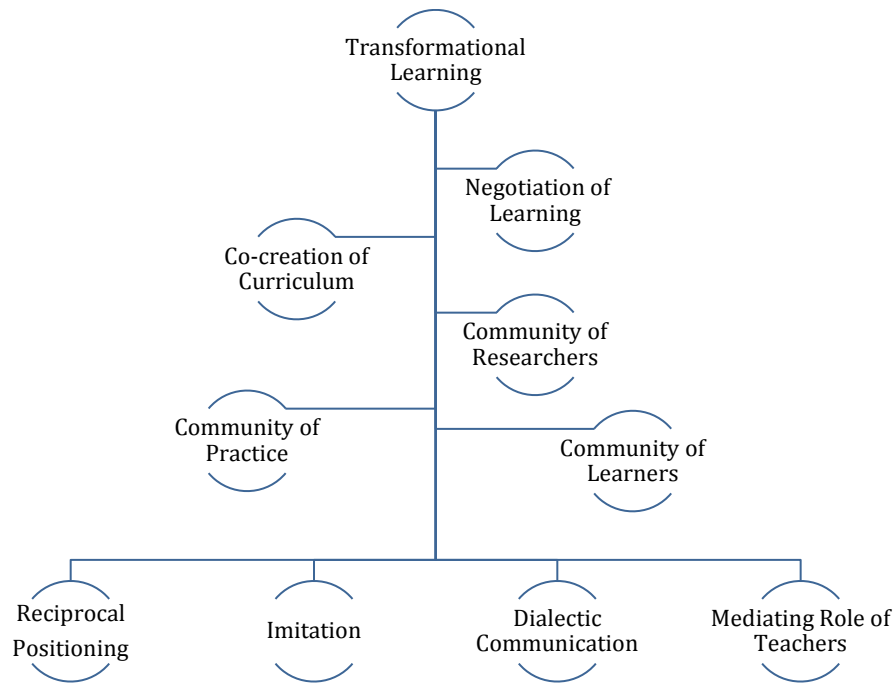 Transformational
Learning
Negotiation of
Learning
Co-creation of
Curriculum
Community of
Researchers
Community of
Practice
Community of
Learners
Reciprocal
Positioning
Imitation
Dialectic
Communication
Mediating Role of
Teachers